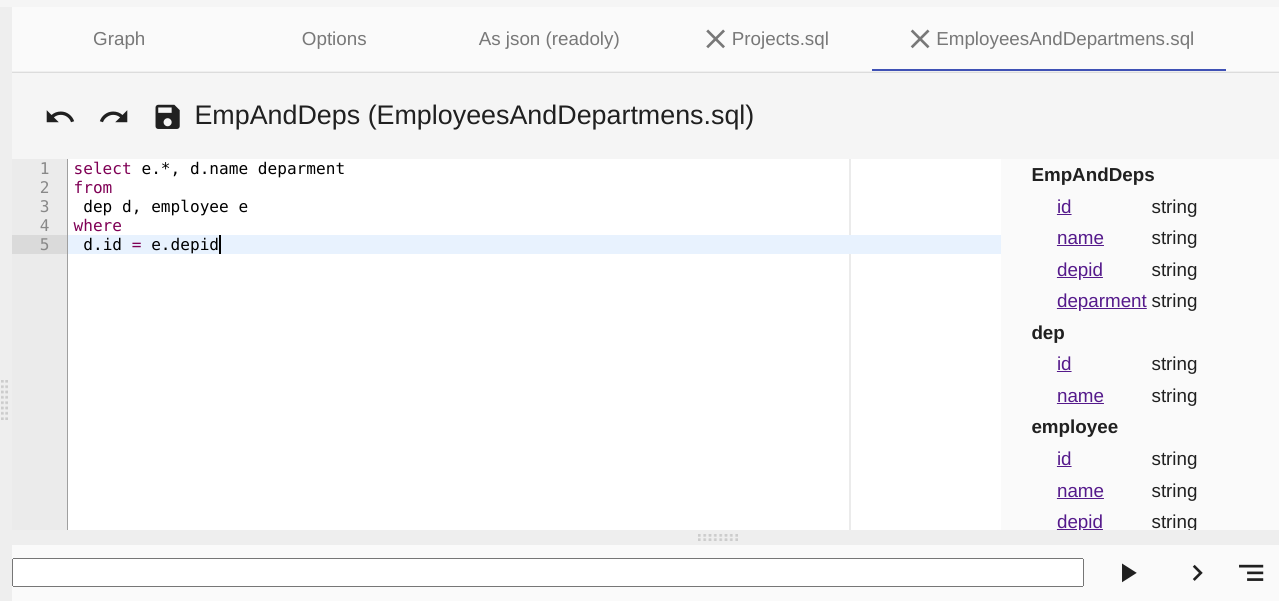 Graph Options As json (readoly) Projects.sql EmployeesAndDepartmens.sql
EmpAndDeps (EmployeesAndDepartmens.sql)
1 select e.*, d.name deparment
2 from
3 dep d, employee e
4 where
5 d.id = e.depid
EmpAndDeps
id string
name string
depid string
deparment string
dep
id string
name string
employee
id string
name string
depid string